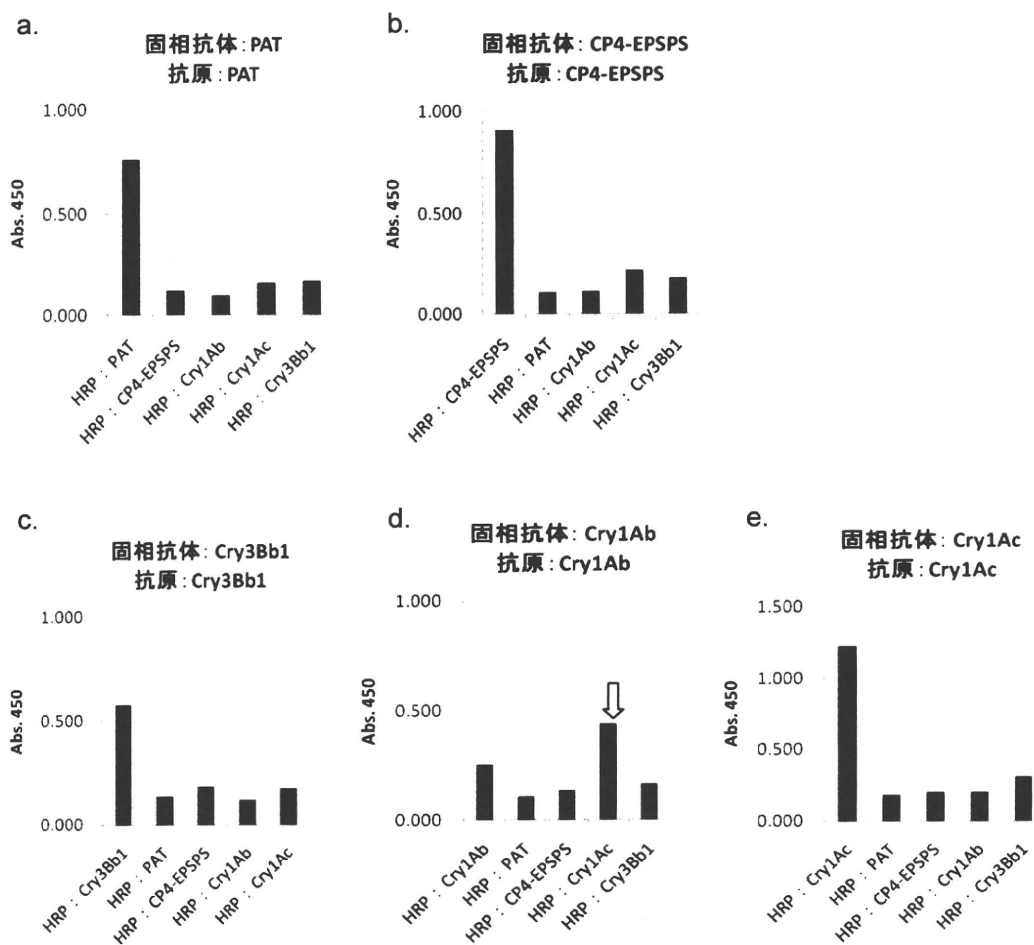 a.
固相抗体：PAT
抗原：PAT
1.000
0.500
0.000
Abs. 450
HRP：PAT
HRP：CP4-EPSPS
HRP：Cry1Ab
HRP：Cry1Ac
HRP：Cry3Bb1
b.
固相抗体：CP4-EPSPS
抗原：CP4-EPSPS
1.000
0.500
0.000
Abs. 450
HRP：CP4-EPSPS
HRP：PAT
HRP：Cry1Ab
HRP：Cry1Ac
HRP：Cry3Bb1
c.
固相抗体：Cry3Bb1
抗原：Cry3Bb1
1.000
0.500
0.000
Abs. 450
HRP：Cry3Bb1
HRP：PAT
HRP：CP4-EPSPS
HRP：Cry1Ab
HRP：Cry1Ac
d.
固相抗体：Cry1Ab
抗原：Cry1Ab
1.000
0.500
0.000
Abs. 450
HRP：Cry1Ab
HRP：PAT
HRP：CP4-EPSPS
HRP：Cry1Ac
HRP：Cry3Bb1
e.
固相抗体：Cry1Ac
抗原：Cry1Ac
1.500
1.000
0.500
0.000
Abs. 450
HRP：Cry1Ac
HRP：PAT
HRP：CP4-EPSPS
HRP：Cry1Ab
HRP：Cry3Bb1